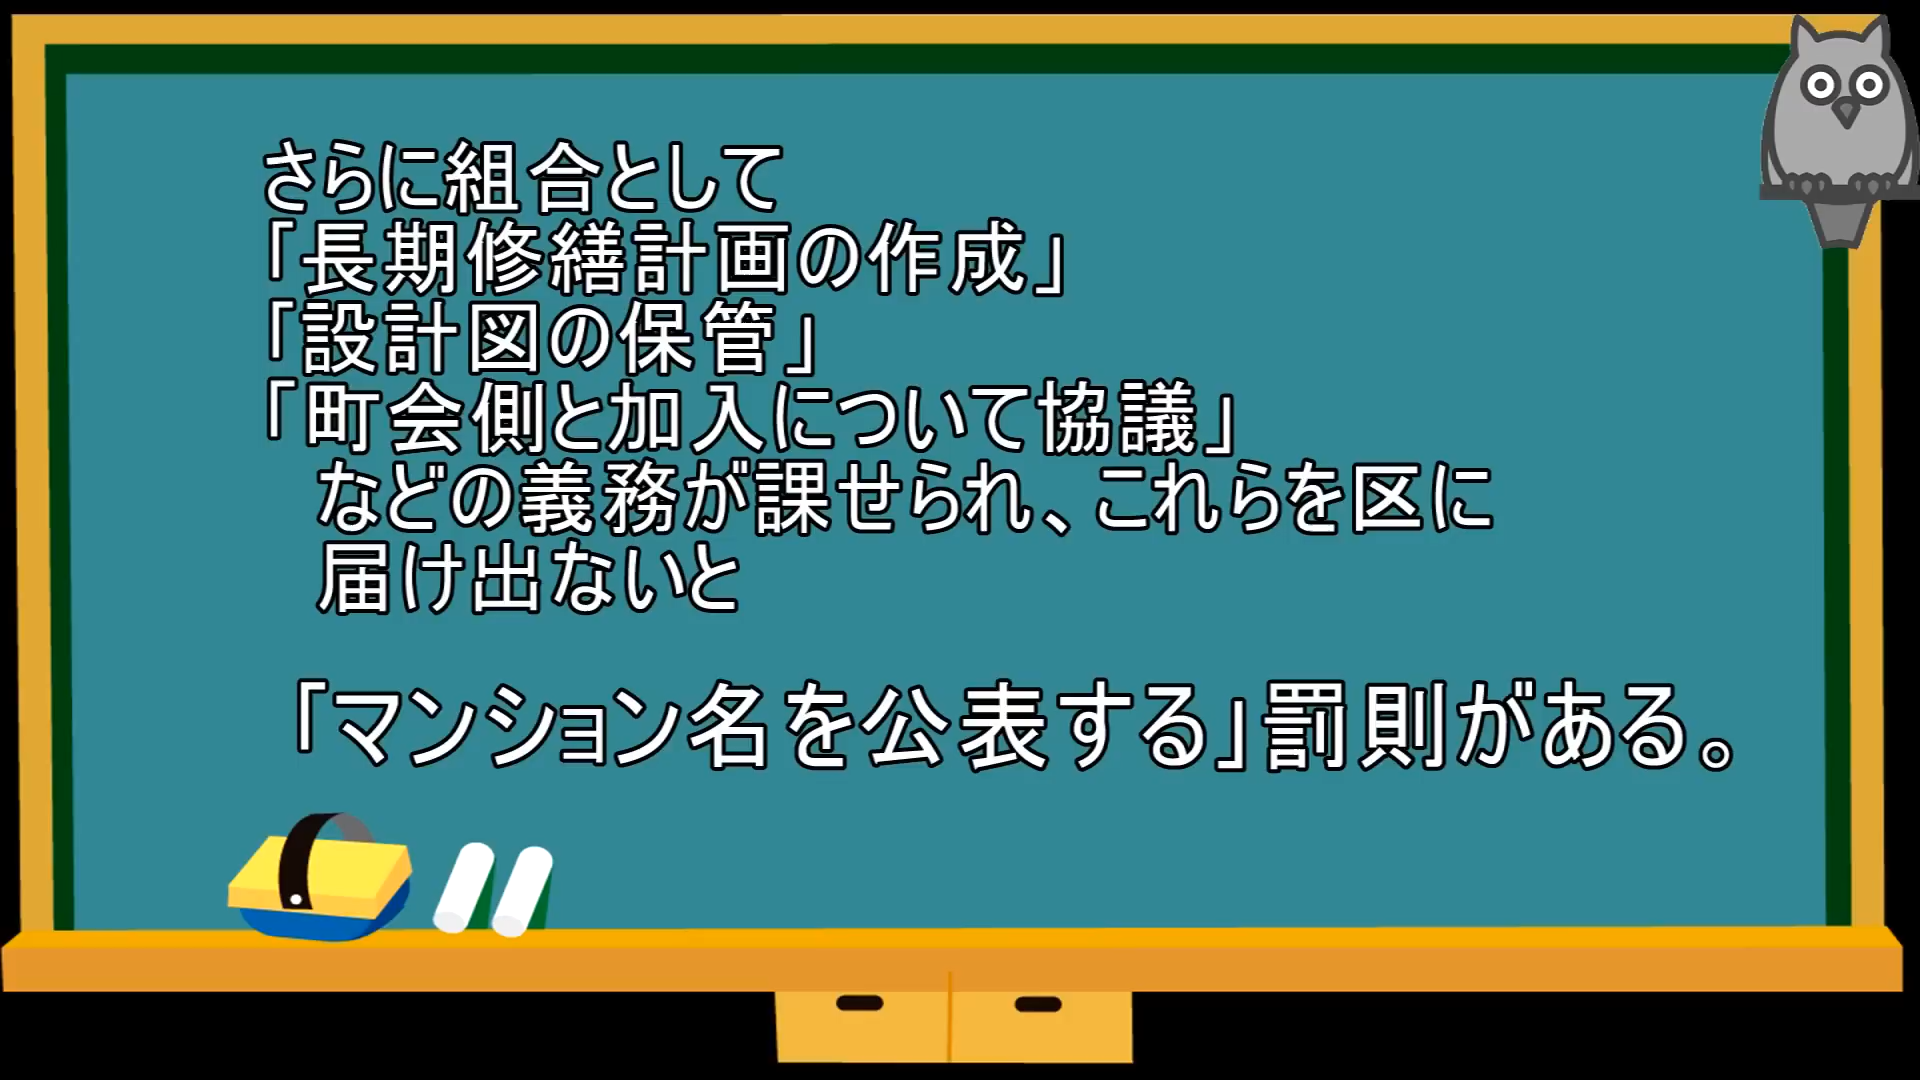 さらに組合として
「長期修繕計画の作成」
「設計図の保管」
「町会側と加入について協議」
などの義務が課せられ、これらを区に
届け出ないと
「マンション名を公表する」罰則がある。